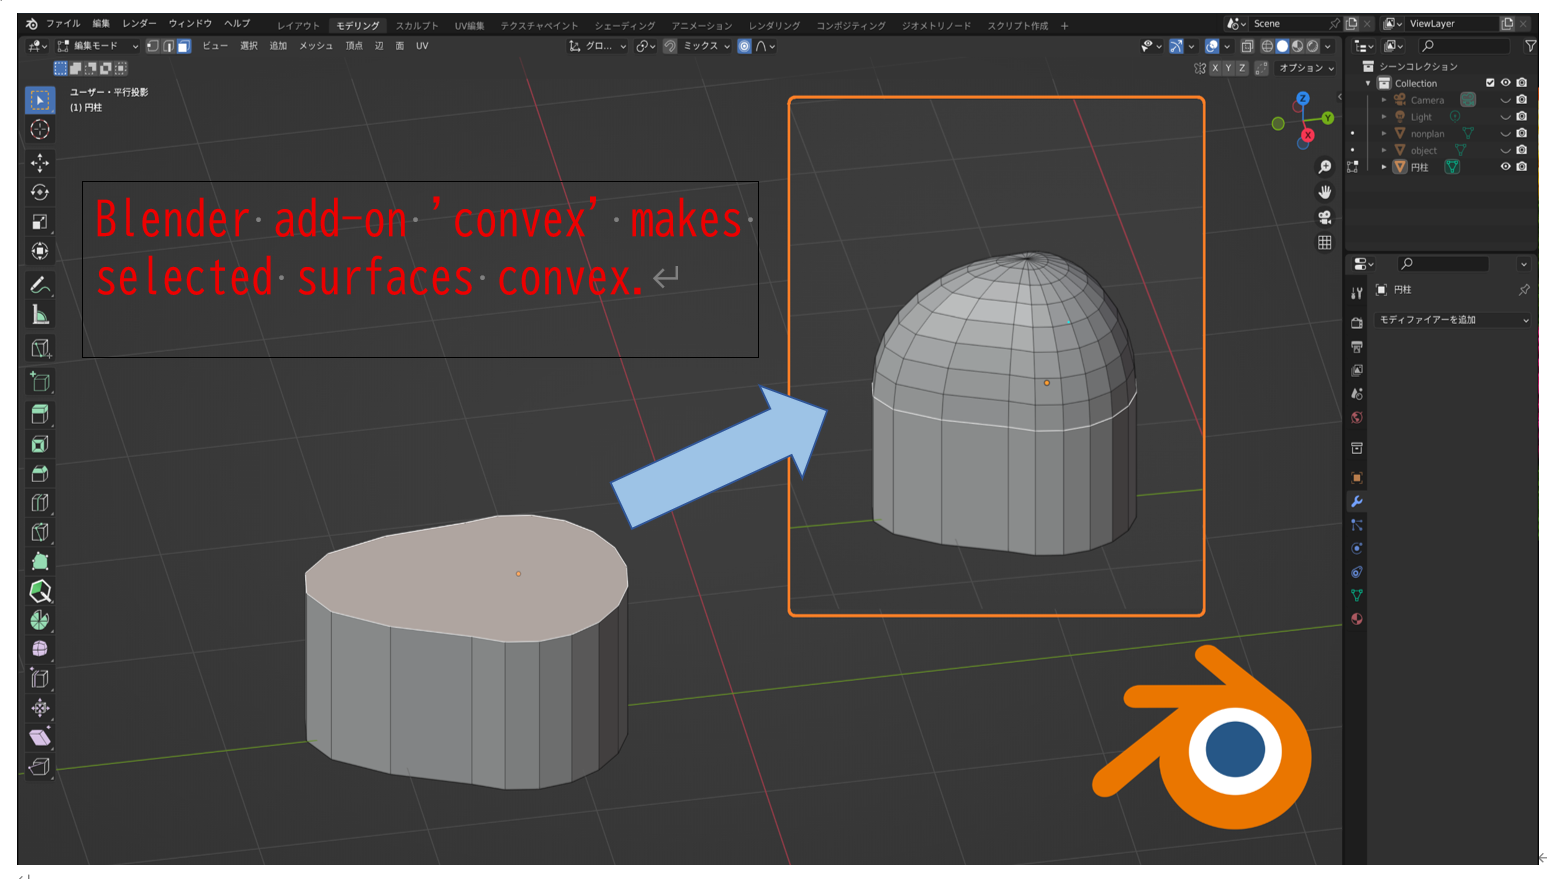 ファイル 編集 レンダー ウィンドウ ヘルプ レイアウト モデリング スカルプト UV編集 テクスチャペイント シェーディング アニメーション レンダリング コンポジティング ジオメトリノード スクリプト作成 + Scene ViewLayer
編集モード ビュー 選択 追加 メッシュ 頂点 辺 面 UV グロ... ミックス
X Y Z オプション
シーンコレクション
Collection
Camera
Light
nonplan
object
円柱
ユーザー・平行投影
(1) 円柱
Z
Y
X
Blender add-on 'convex' makes
selected surfaces convex.
円柱
モディファイアーを追加